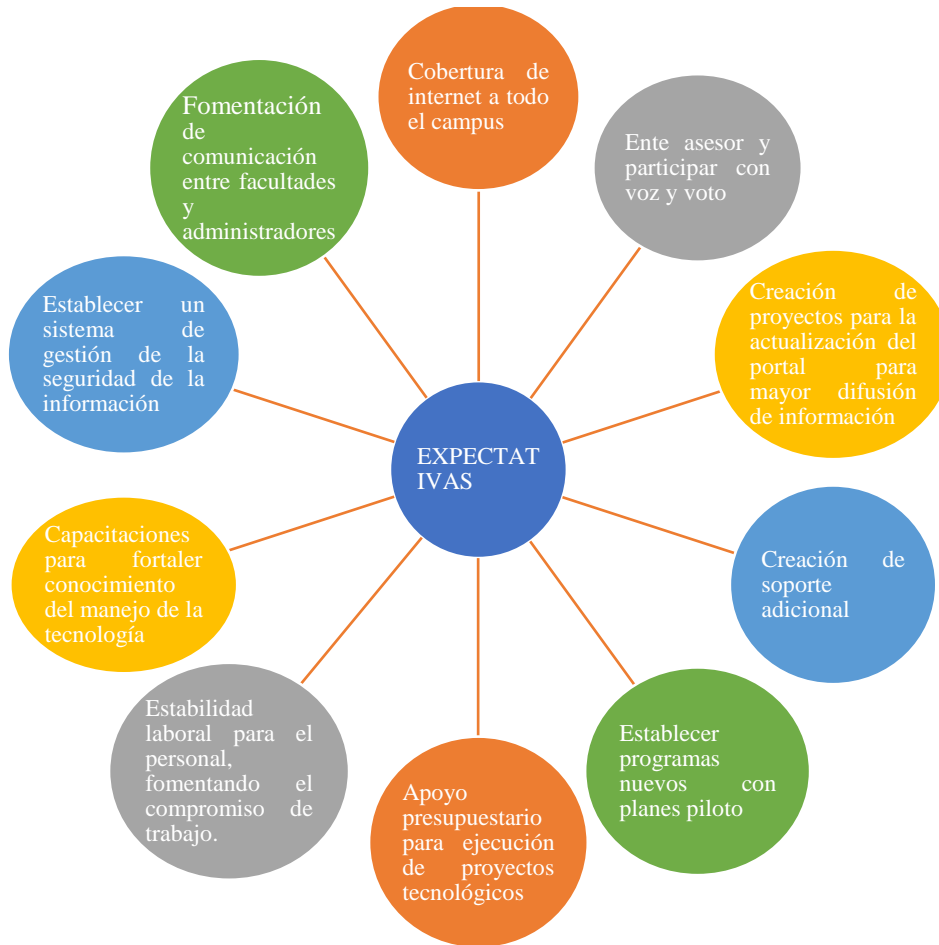 Cobertura de
internet a todo
el campus
Ente asesor y
participar con
voz y voto
Creación de
proyectos para la
actualización del
portal para
mayor difusión
de información
Creación de
soporte
adicional
Establecer
programas
nuevos con
planes piloto
Apoyo
presupuestario
para ejecución
de proyectos
tecnológicos
Estabilidad
laboral para el
personal,
fomentando el
compromiso de
trabajo.
Capacitaciones
para fortaler
conocimiento
del manejo de la
tecnología
Establecer un
sistema de
gestión de la
seguridad de la
información
Fomentación
de
comunicación
entre facultades
y
administradores
EXPECTAT
IVAS